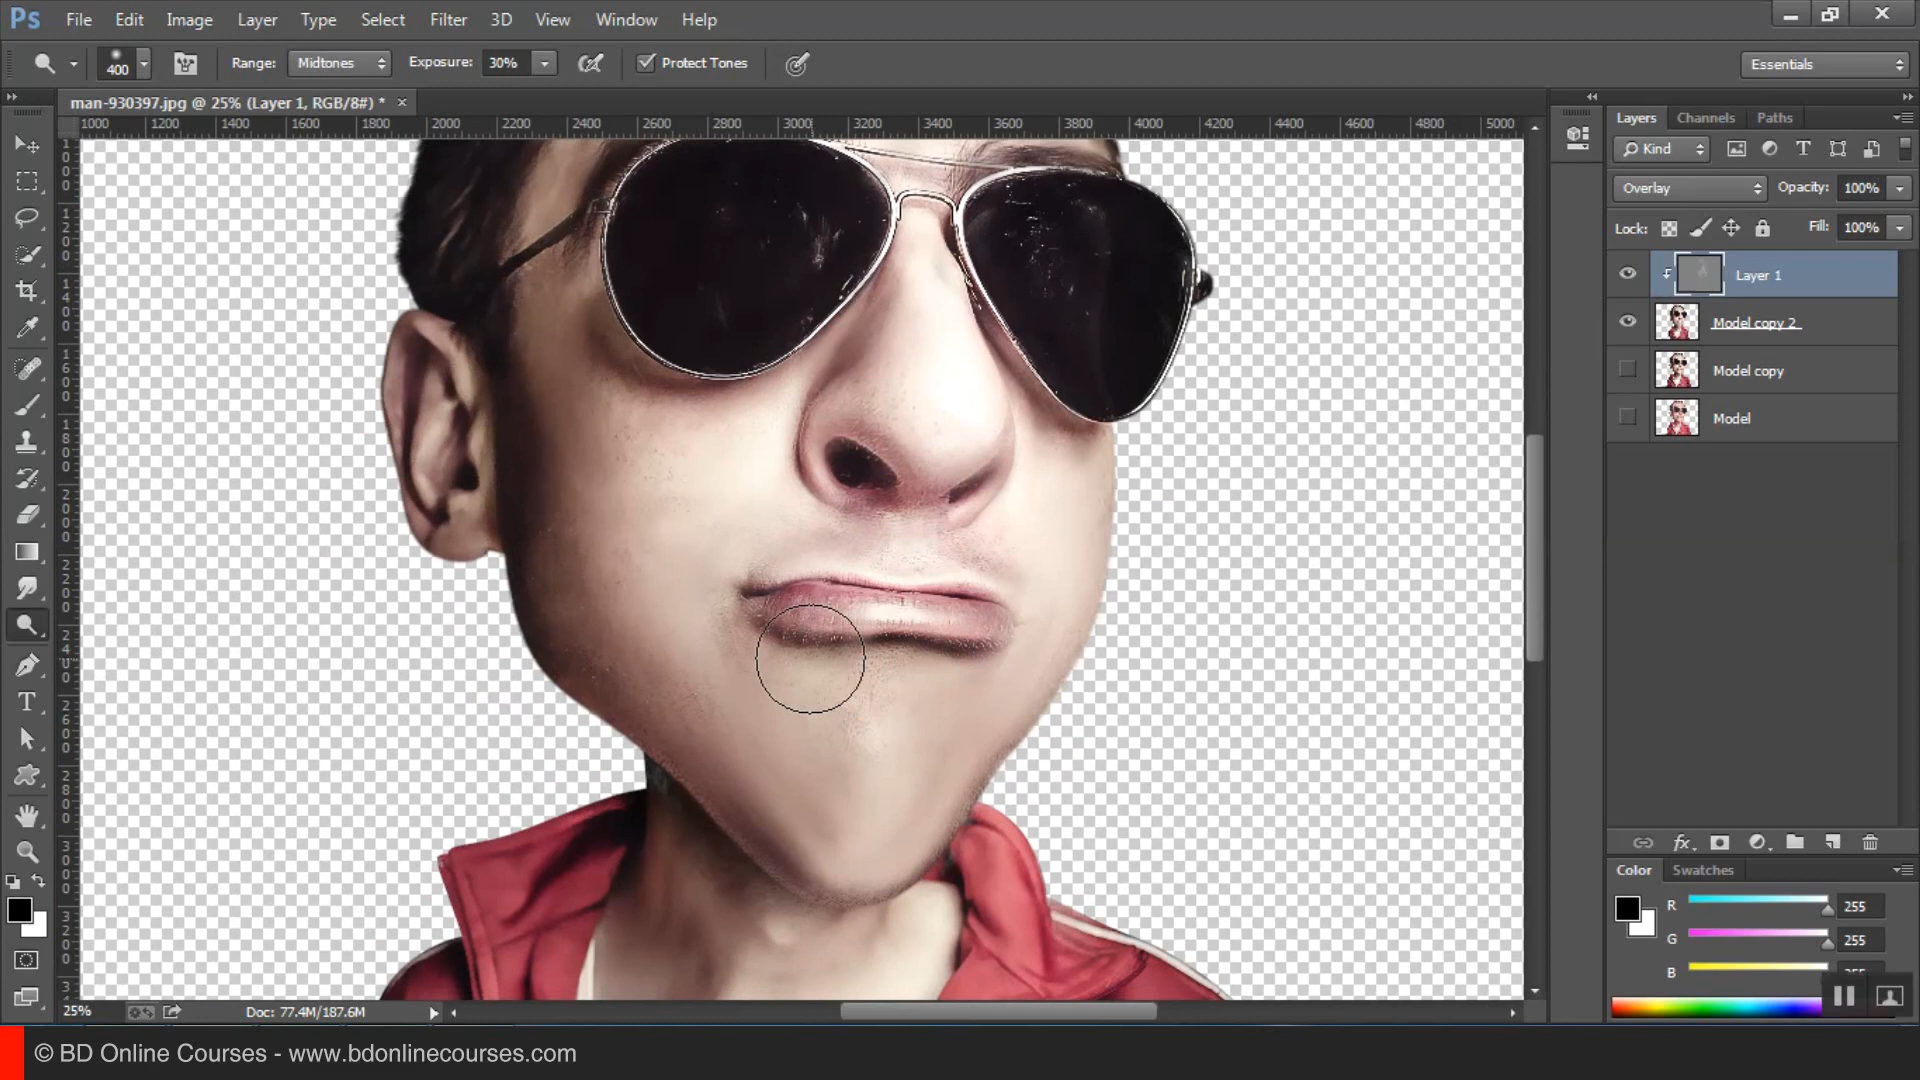 Ps File Edit Image Layer Type Select Filter 3D View Window Help
400 Range: Midtones Exposure: 30% Protect Tones Essentials
man-930397.jpg @ 25% (Layer 1, RGB/8#) * ×
1000 1200 1400 1600 1800 2000 2200 2400 2600 2800 3000 3200 3400 3600 3800 4000 4200 4400 4600 4800 5000
Layers Channels Paths
Kind
Overlay Opacity: 100%
Lock: Fill: 100%
Layer 1
Model copy 2
Model copy
Model
fx
Color Swatches
R 255
G 255
B
25% Doc: 77.4M/187.6M
© BD Online Courses - www.bdonlinecourses.com